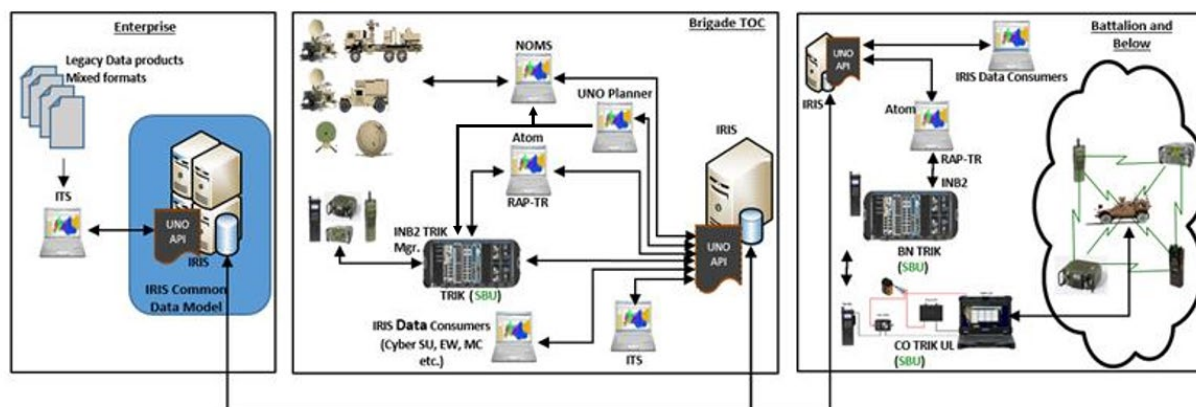 Enterprise
Legacy Data products
Mixed formats
ITS
UNO
API
IRIS
IRIS Common
Data Model
Brigade TOC
NOMS
UNO Planner
Atom
RAP-TR
IRIS
INB2 TRIK
Mgr.
TRIK (SBU)
UNO
API
IRIS Data Consumers
(Cyber SU, EW, MC
etc.)
ITS
Battalion and
Below
UNO
API
IRIS
IRIS Data Consumers
Atom
RAP-TR
INB2
BN TRIK
(SBU)
CO TRIK UL
(SBU)